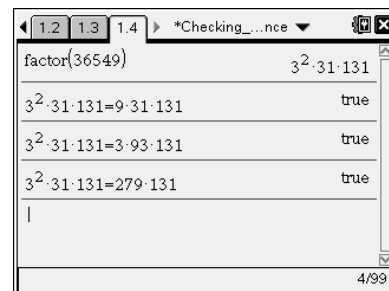 1.2 1.3 1.4 *Checking_...nce
factor(36549) 3²·31·131
3²·31·131=9·31·131 true
3²·31·131=3·93·131 true
3²·31·131=279·131 true
4/99